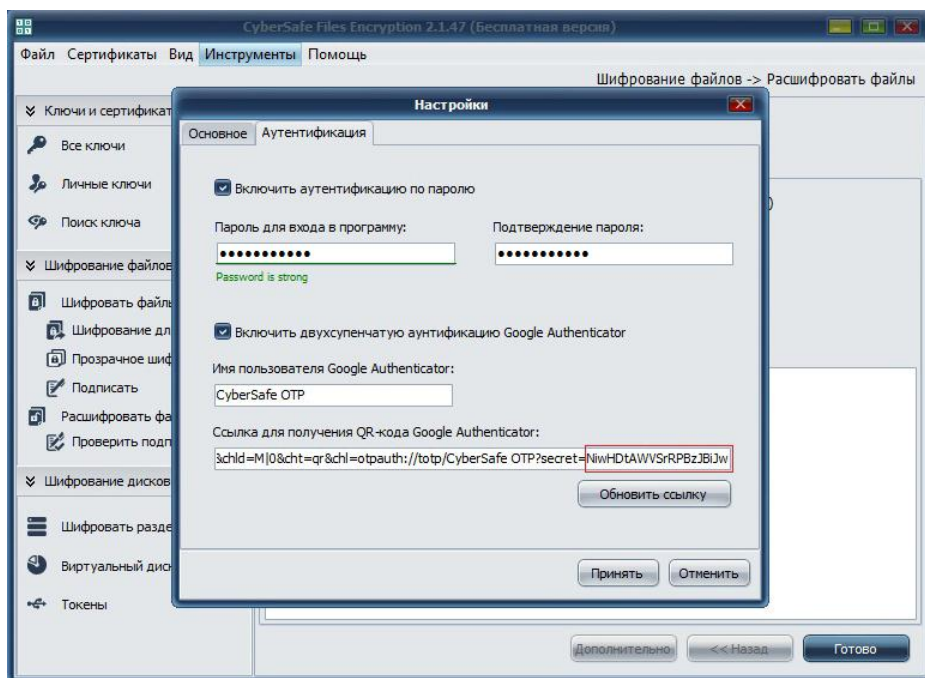 CyberSafe Files Encryption 2.1.47 (Бесплатная версия)
Файл Сертификаты Вид Инструменты Помощь
Шифрование файлов -> Расшифровать файлы
Ключи и сертификат
Все ключи
Личные ключи
Поиск ключа
Шифрование файлов
Шифровать файлы
Шифрование дл
Прозрачное шиф
Подписать
Расшифровать фа
Проверить подп
Шифрование дисков
Шифровать разде
Виртуальный диск
Токены
Настройки
Основное Аутентификация
Включить аутентификацию по паролю
Пароль для входа в программу: Подтверждение пароля:
••••••••••• •••••••••••
Password is strong
Включить двухсупенчатую аунтификацию Google Authenticator
Имя пользователя Google Authenticator:
CyberSafe OTP
Ссылка для получения QR-кода Google Authenticator:
&chld=M|0&cht=qr&chl=otpauth://totp/CyberSafe OTP?secret=NiwHDtAWVSrRPBzJBiJw
Обновить ссылку
Принять Отменить
Дополнительно << Назад Готово